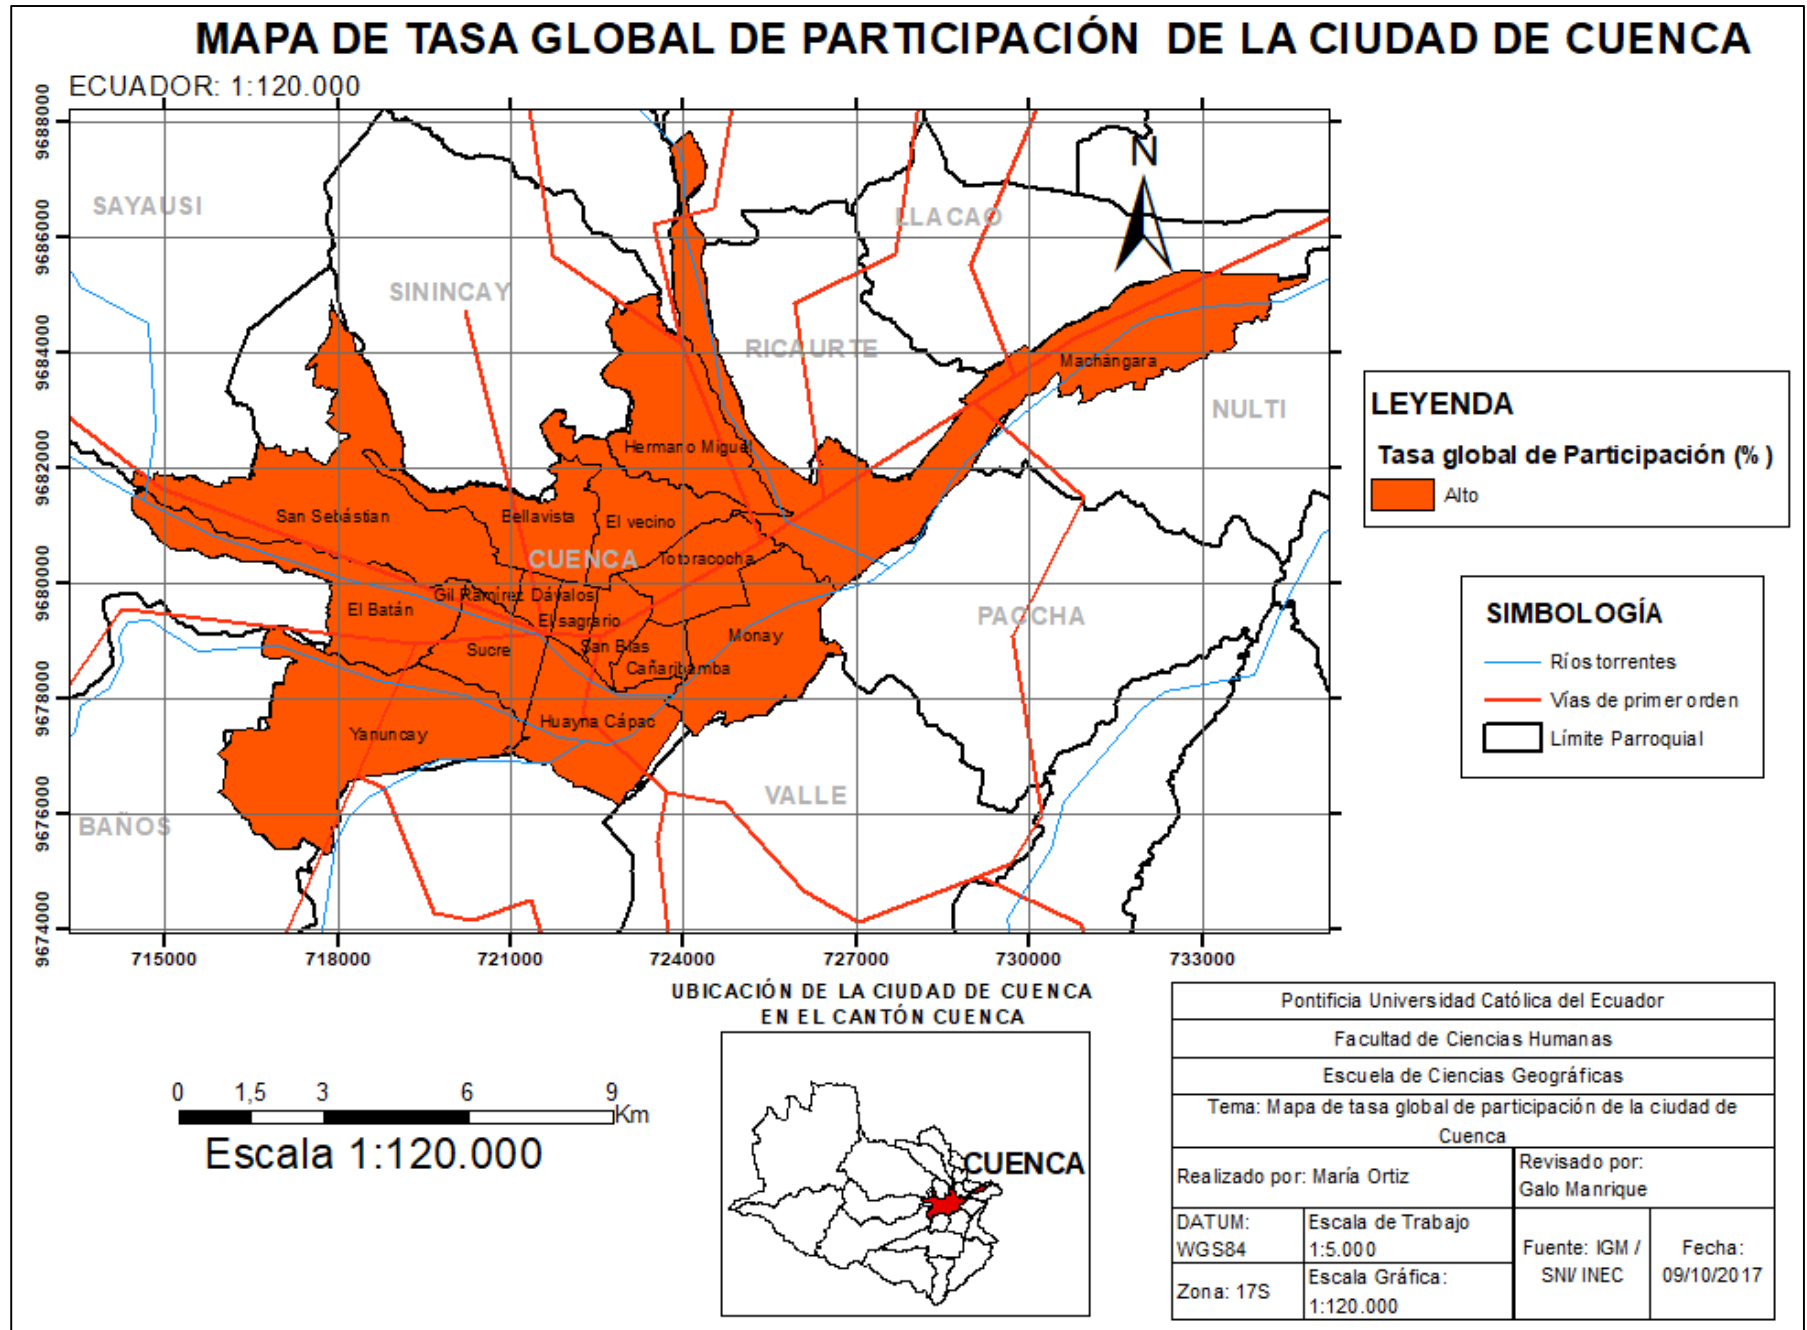 MAPA DE TASA GLOBAL DE PARTICIPACIÓN DE LA CIUDAD DE CUENCA
ECUADOR: 1:120.000
9688000
9686000
9684000
9682000
9680000
9678000
9676000
9674000
SAYAUSI
SININCAY
LLACAO
N
RICAURTE
Machángara
NULTI
Hermano Miguel
San Sebástian
Bellavista
El vecino
CUENCA
Totoracocha
El Batán
Gil Ramírez Dávalos
El sagrario
PACCHA
Sucre
San Blas
Monay
Cañaribamba
Yanuncay
Huayna Cápac
VALLE
BAÑOS
715000
718000
721000
724000
727000
730000
733000
LEYENDA
Tasa global de Participación (%)
Alto
SIMBOLOGÍA
Ríos torrentes
Vías de primer orden
Límite Parroquial
UBICACIÓN DE LA CIUDAD DE CUENCA
EN EL CANTÓN CUENCA
CUENCA
0 1,5 3 6 9
Km
Escala 1:120.000
Pontificia Universidad Católica del Ecuador
Facultad de Ciencias Humanas
Escuela de Ciencias Geográficas
Tema: Mapa de tasa global de participación de la ciudad de
Cuenca
Realizado por: María Ortiz
Revisado por:
Galo Manrique
DATUM:
WGS84
Escala de Trabajo
1:5.000
Fuente: IGM /
SNI/ INEC
Fecha:
09/10/2017
Zona: 17S
Escala Gráfica:
1:120.000